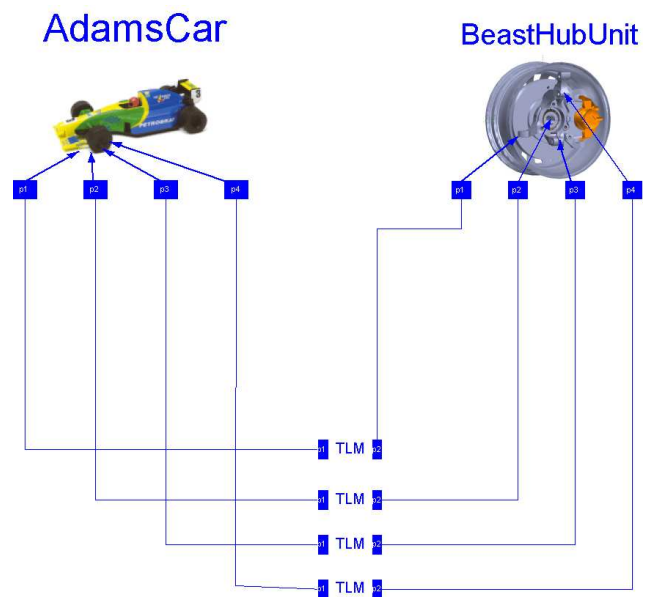 AdamsCar
BeastHubUnit
PETROBRAS
p1 p2 p3 p4
p1 p2 p3 p4
p1 TLM p2
p1 TLM p2
p1 TLM p2
p1 TLM p2